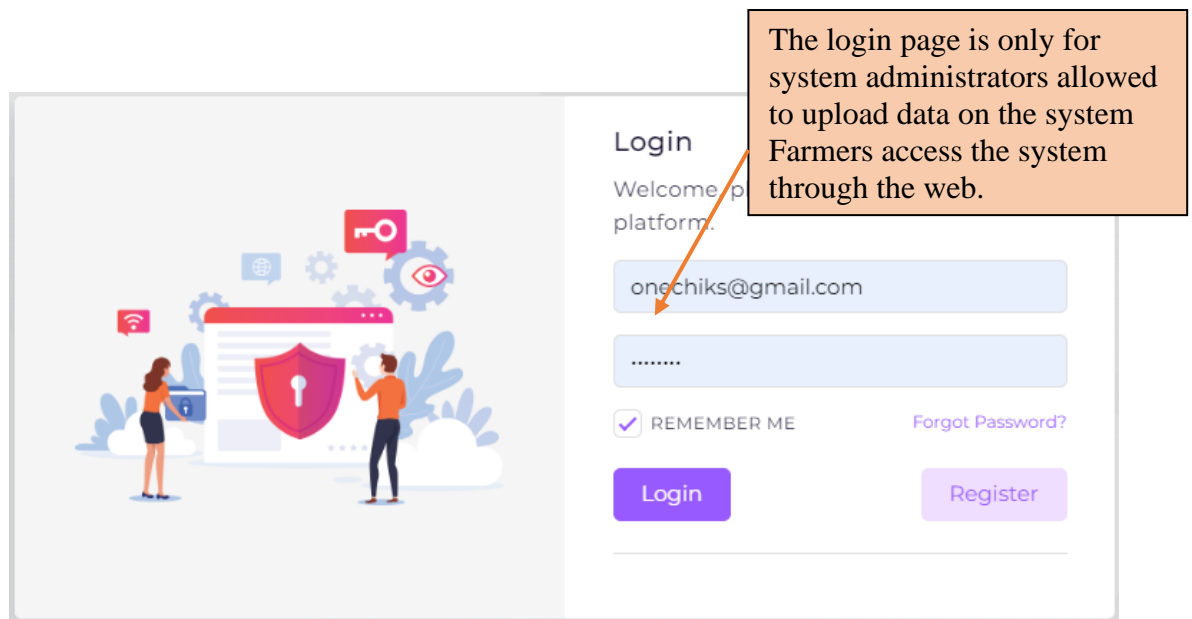 The login page is only for
system administrators allowed
to upload data on the system
Farmers access the system
through the web.
Login
Welcome,
platform.
onechiks@gmail.com
........
REMEMBER ME
Forgot Password?
Login
Register